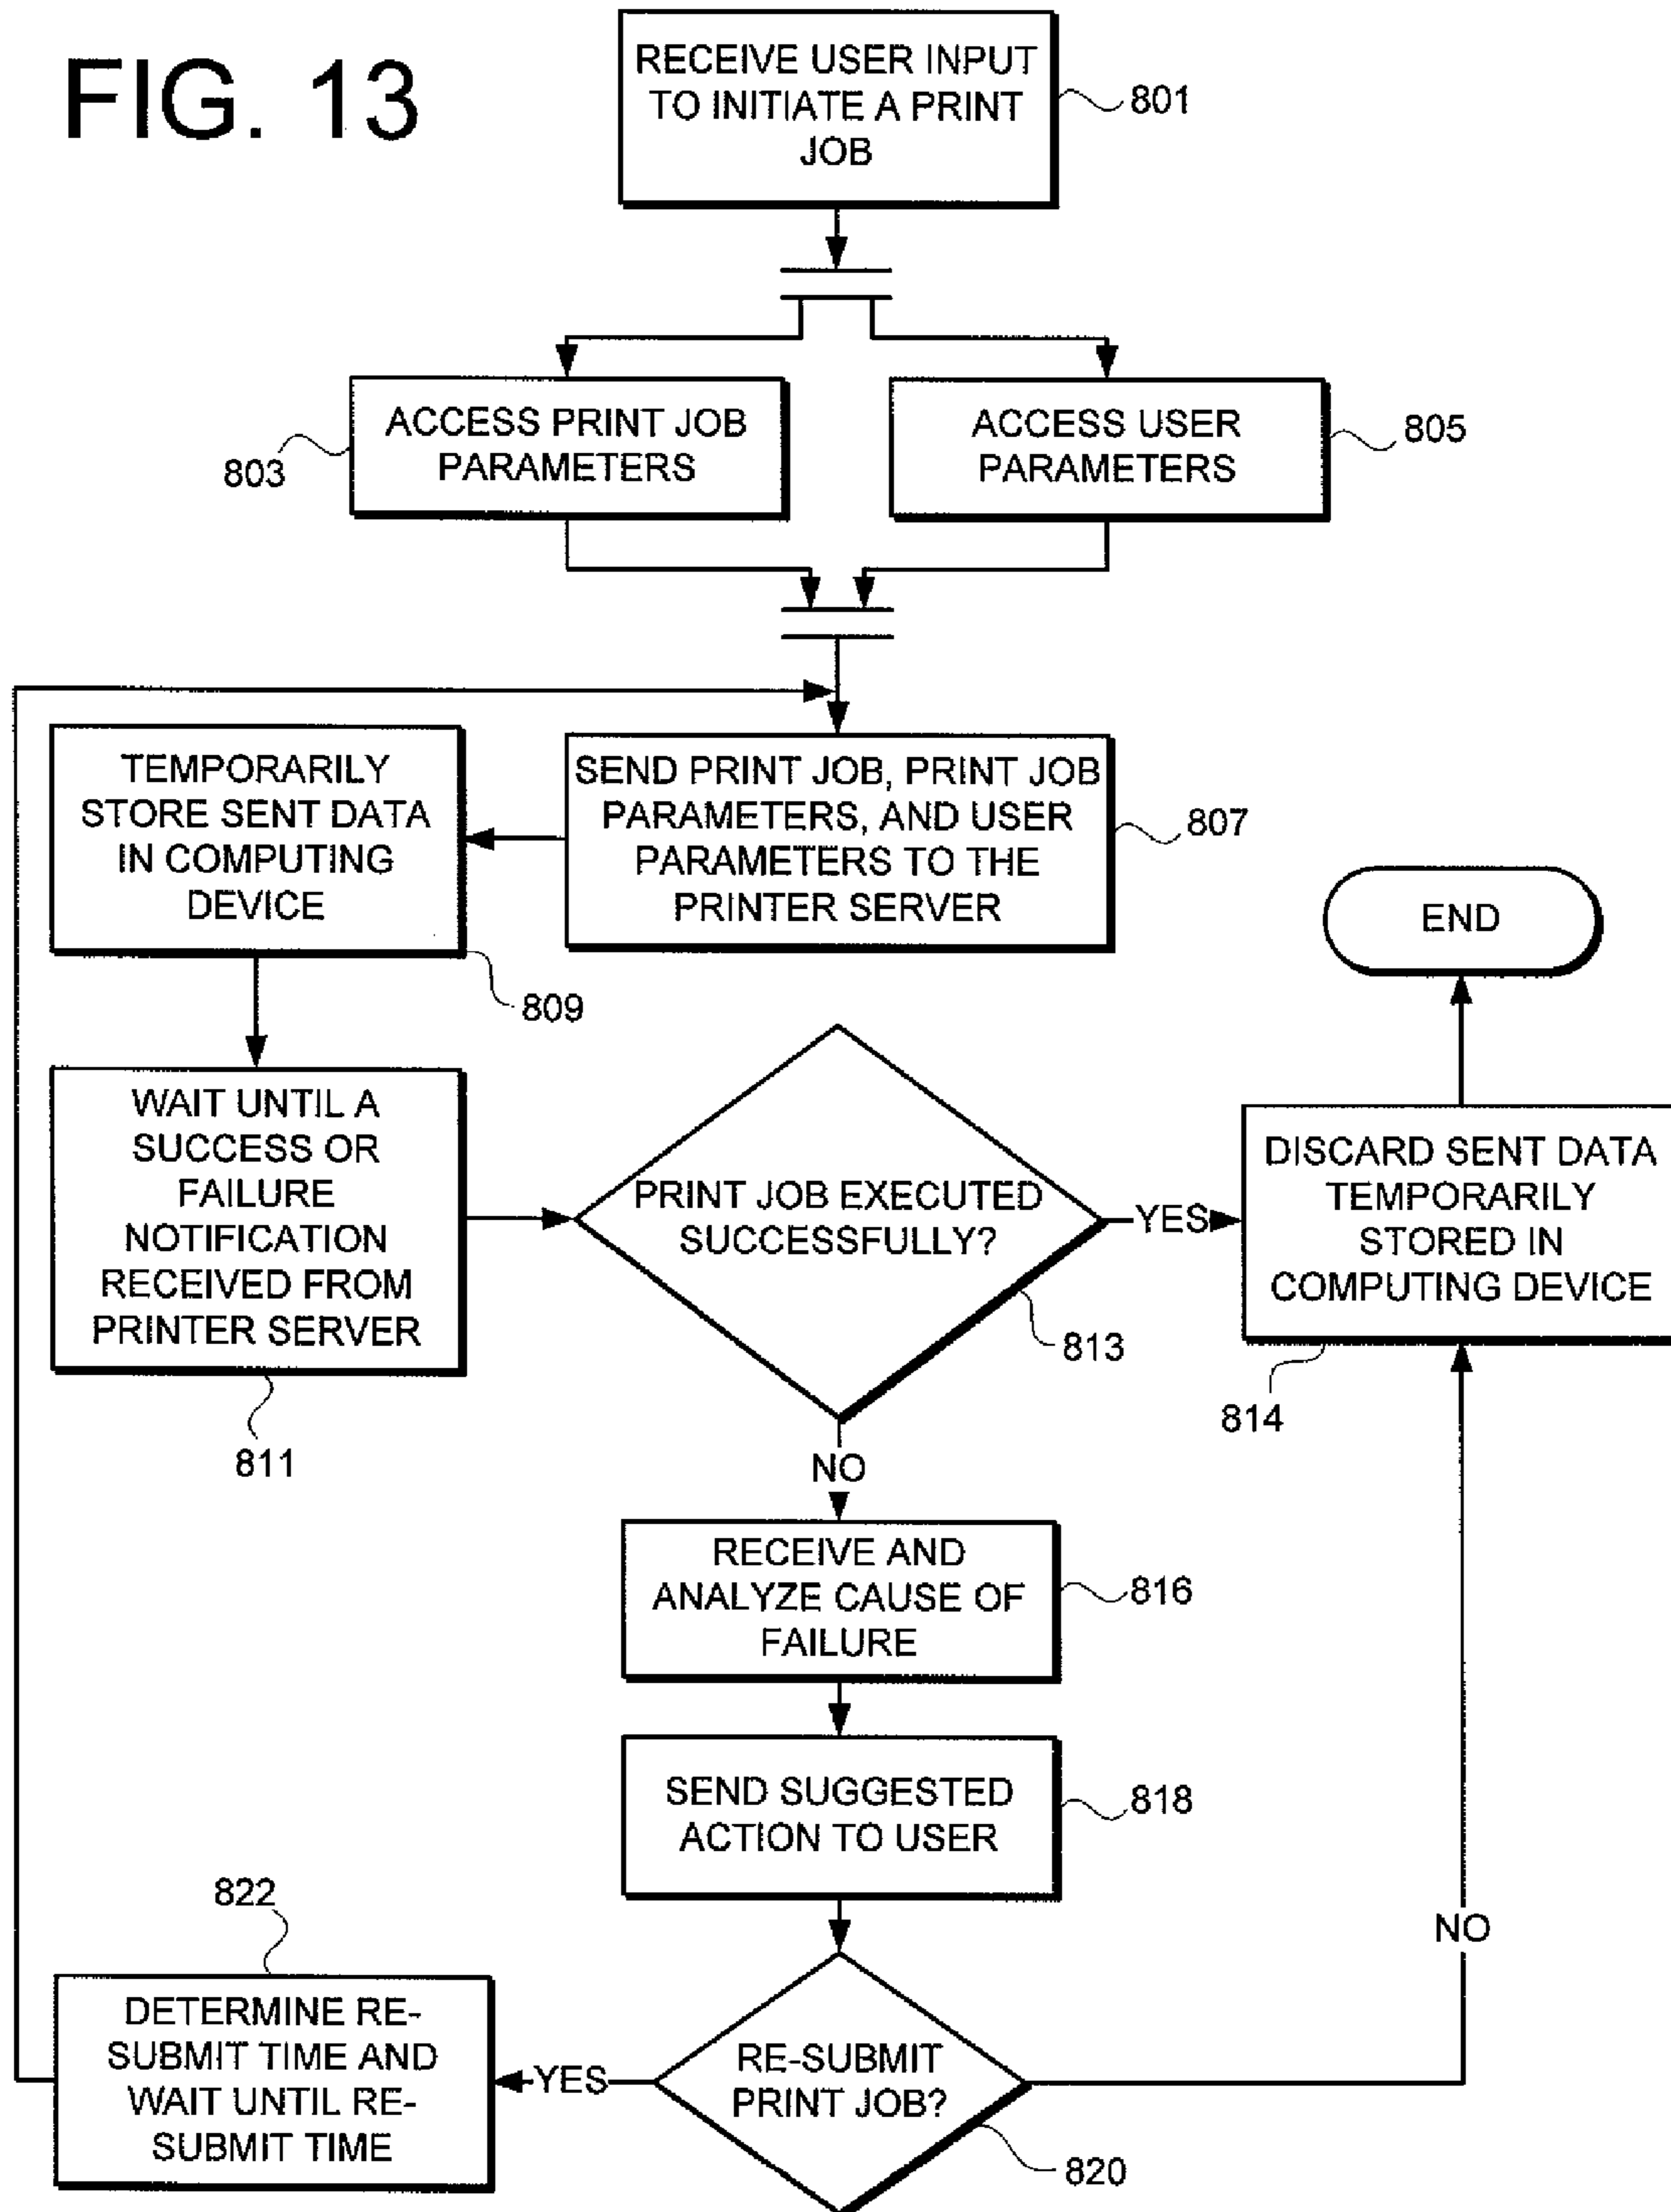 FIG. 13
RECEIVE USER INPUT
TO INITIATE A PRINT
JOB
801
ACCESS PRINT JOB
PARAMETERS
803
ACCESS USER
PARAMETERS
805
SEND PRINT JOB, PRINT JOB
PARAMETERS, AND USER
PARAMETERS TO THE
PRINTER SERVER
807
TEMPORARILY
STORE SENT DATA
IN COMPUTING
DEVICE
809
END
WAIT UNTIL A
SUCCESS OR
FAILURE
NOTIFICATION
RECEIVED FROM
PRINTER SERVER
811
PRINT JOB EXECUTED
SUCCESSFULLY?
813
YES
DISCARD SENT DATA
TEMPORARILY
STORED IN
COMPUTING DEVICE
814
NO
RECEIVE AND
ANALYZE CAUSE OF
FAILURE
816
SEND SUGGESTED
ACTION TO USER
818
RE-SUBMIT
PRINT JOB?
820
NO
YES
822
DETERMINE RE-
SUBMIT TIME AND
WAIT UNTIL RE-
SUBMIT TIME